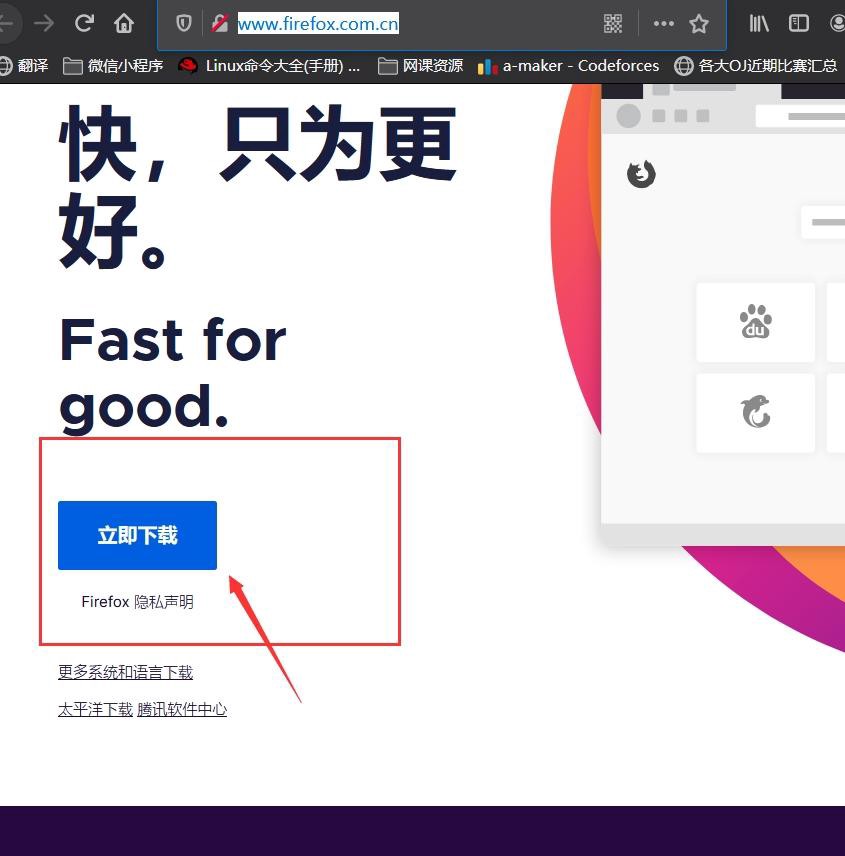 www.firefox.com.cn
翻译 微信小程序 Linux命令大全(手册) ... 网课资源 a-maker - Codeforces 各大OJ近期比赛汇总
快，只为更
好。
Fast for
good.
du
立即下载
Firefox 隐私声明
更多系统和语言下载
太平洋下载 腾讯软件中心